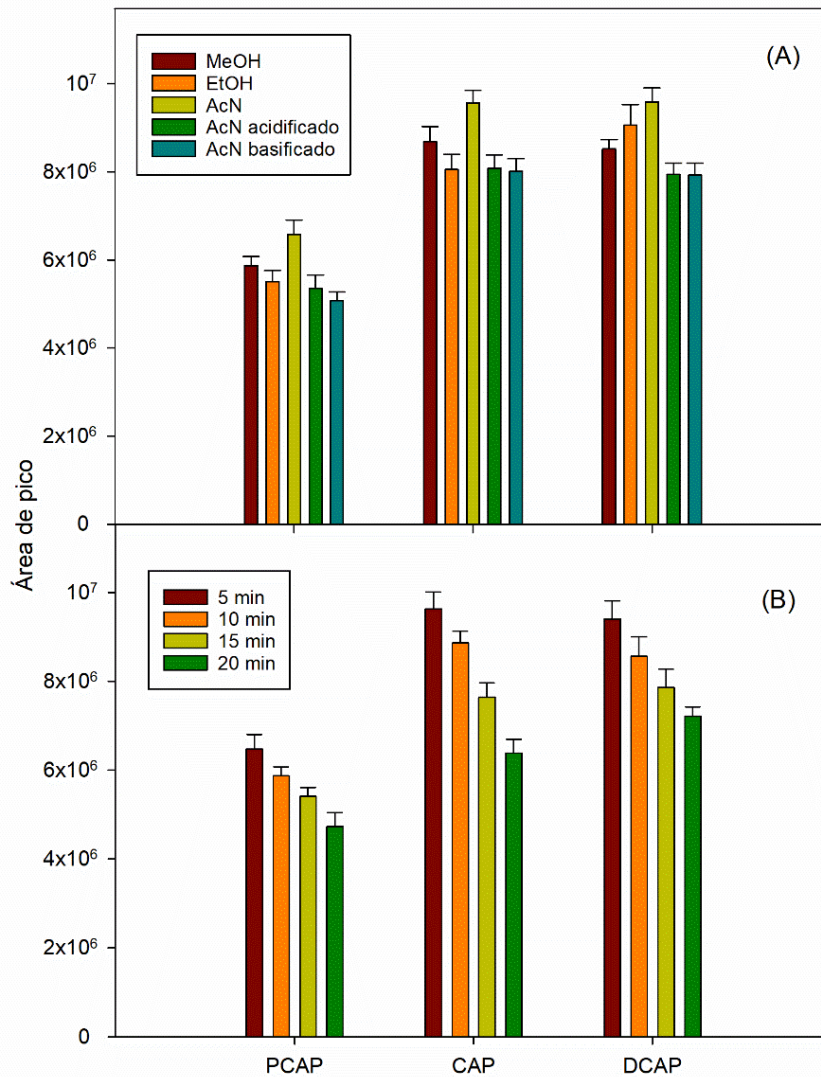 (A)
MeOH
EtOH
AcN
AcN acidificado
AcN basificado
10⁷
8x10⁶
6x10⁶
4x10⁶
2x10⁶
0
Área de pico
(B)
5 min
10 min
15 min
20 min
10⁷
8x10⁶
6x10⁶
4x10⁶
2x10⁶
0
PCAP CAP DCAP